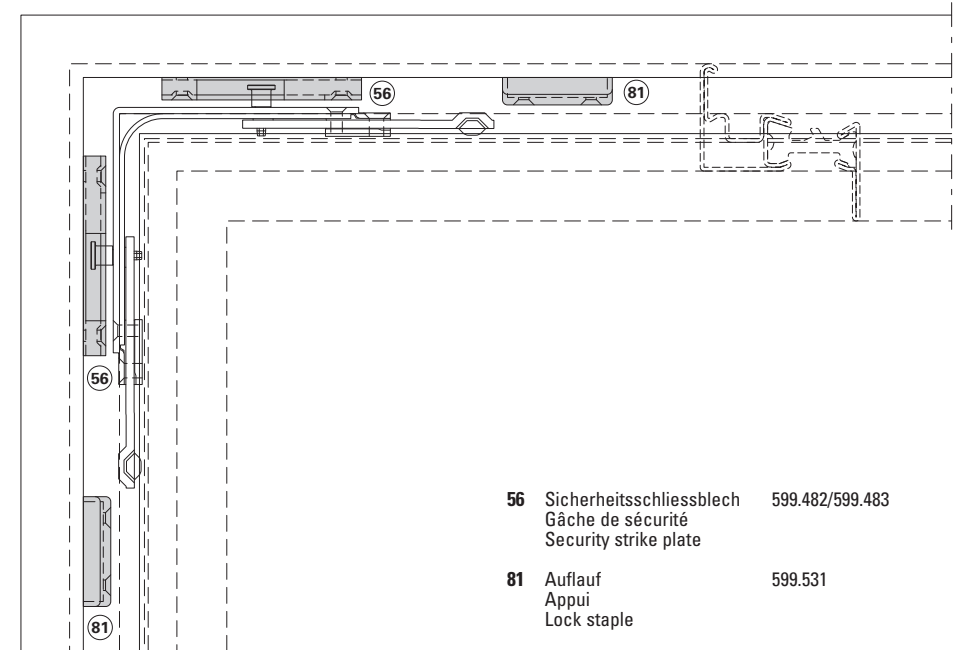 56
81
56
81
56 Sicherheitsschliessblech 599.482/599.483
Gâche de sécurité
Security strike plate
81 Auflauf 599.531
Appui
Lock staple